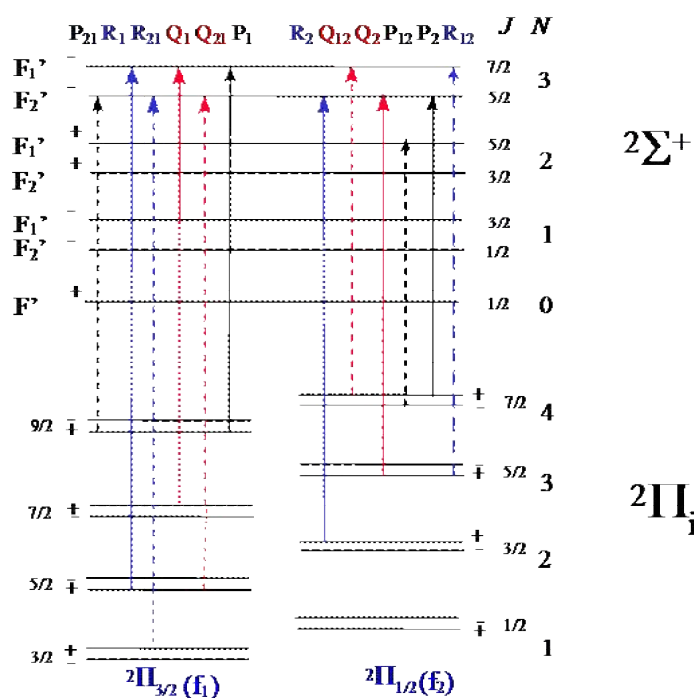 P21 R1 R21 Q1 Q21 P1 R2 Q12 Q2 P12 P2 R12 J N
F1' − 7/2 3
F2' − 5/2
F1' + 5/2 2 2Σ+
F2' + 3/2
F1' − 3/2 1
F2' − 1/2
F' + 1/2 0
+ − 7/2 4
9/2 − +
− + 5/2 3
7/2 + − 2Πi
+ − 3/2 2
5/2 − +
− + 1/2 1
3/2 + −
2Π3/2(f1) 2Π1/2(f2)